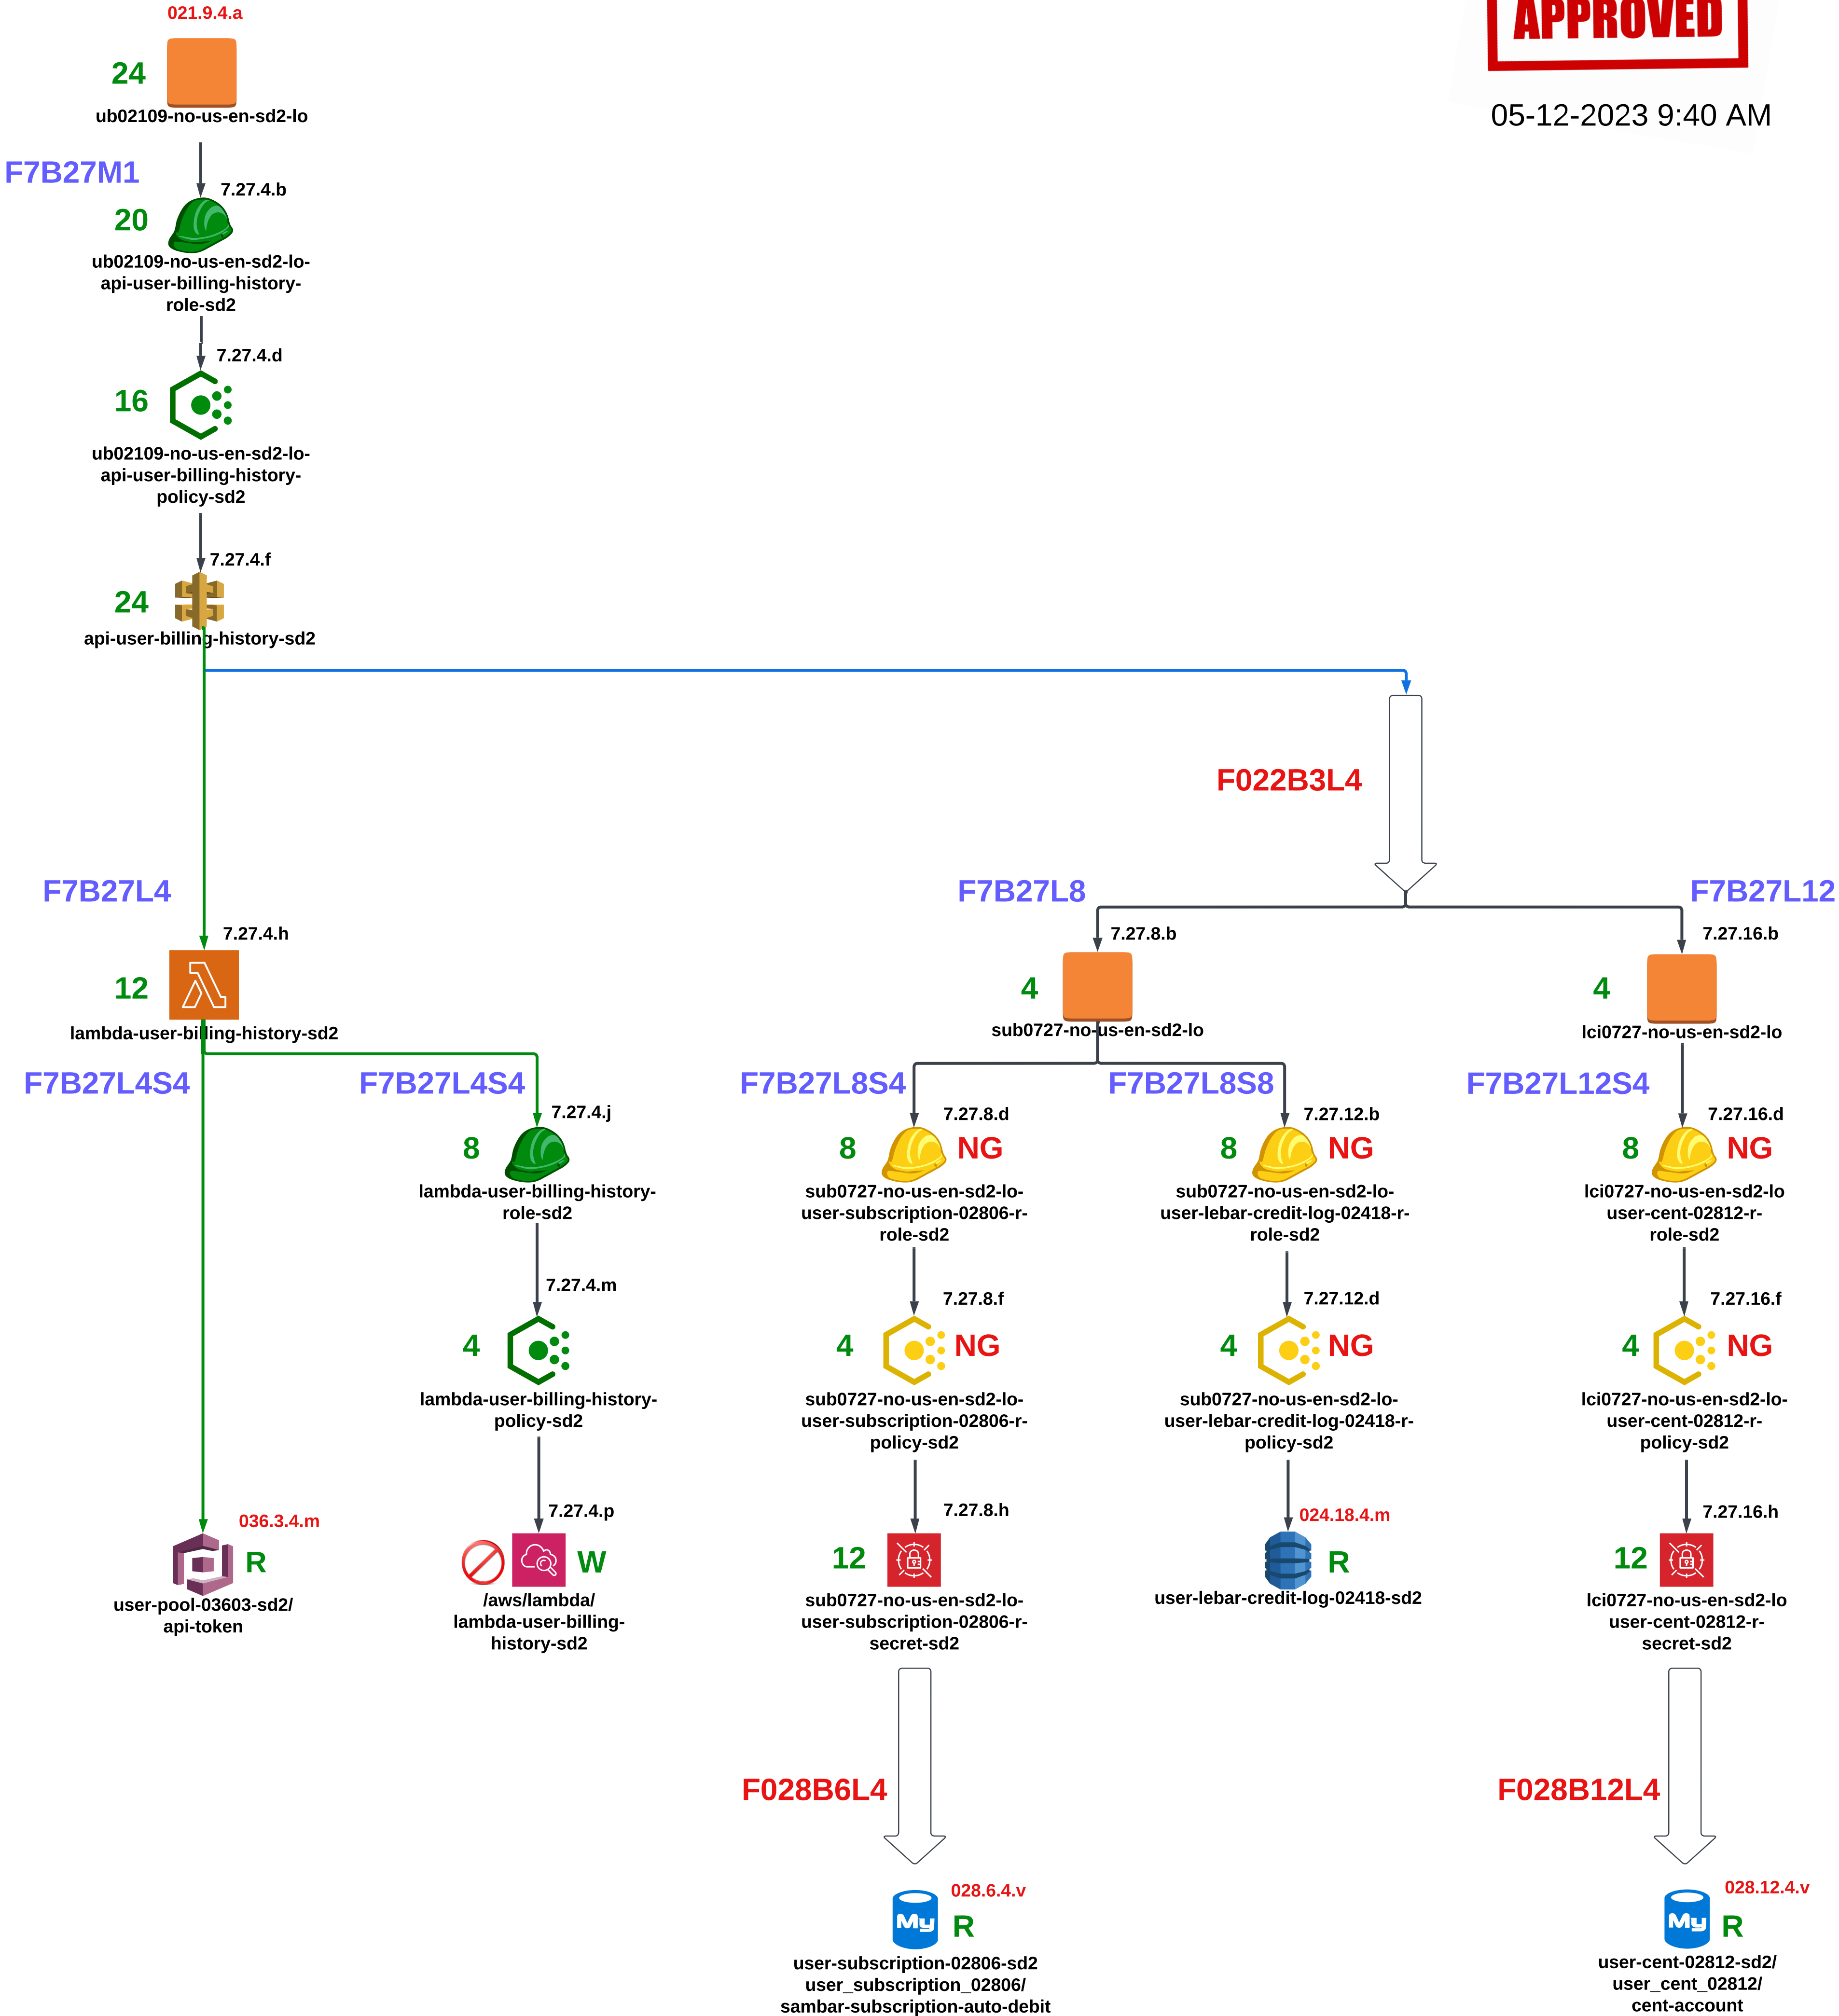 021.9.4.a
APPROVED
05-12-2023 9:40 AM
24
ub02109-no-us-en-sd2-lo
F7B27M1
7.27.4.b
20
ub02109-no-us-en-sd2-lo-
api-user-billing-history-
role-sd2
7.27.4.d
16
ub02109-no-us-en-sd2-lo-
api-user-billing-history-
policy-sd2
7.27.4.f
24
api-user-billing-history-sd2
F022B3L4
F7B27L4
F7B27L8
F7B27L12
7.27.4.h
7.27.8.b
7.27.16.b
12
4
4
lambda-user-billing-history-sd2
sub0727-no-us-en-sd2-lo
lci0727-no-us-en-sd2-lo
F7B27L4S4
F7B27L4S4
F7B27L8S4
F7B27L8S8
F7B27L12S4
7.27.4.j
7.27.8.d
7.27.12.b
7.27.16.d
8
8
NG
8
NG
8
NG
lambda-user-billing-history-
role-sd2
sub0727-no-us-en-sd2-lo-
user-subscription-02806-r-
role-sd2
sub0727-no-us-en-sd2-lo-
user-lebar-credit-log-02418-r-
role-sd2
lci0727-no-us-en-sd2-lo
user-cent-02812-r-
role-sd2
7.27.4.m
7.27.8.f
7.27.12.d
7.27.16.f
4
4
NG
4
NG
4
NG
lambda-user-billing-history-
policy-sd2
sub0727-no-us-en-sd2-lo-
user-subscription-02806-r-
policy-sd2
sub0727-no-us-en-sd2-lo-
user-lebar-credit-log-02418-r-
policy-sd2
lci0727-no-us-en-sd2-lo-
user-cent-02812-r-
policy-sd2
036.3.4.m
7.27.4.p
7.27.8.h
024.18.4.m
7.27.16.h
R
W
12
R
12
user-pool-03603-sd2/
api-token
/aws/lambda/
lambda-user-billing-
history-sd2
sub0727-no-us-en-sd2-lo-
user-subscription-02806-r-
secret-sd2
user-lebar-credit-log-02418-sd2
lci0727-no-us-en-sd2-lo
user-cent-02812-r-
secret-sd2
F028B6L4
F028B12L4
028.6.4.v
028.12.4.v
My
R
My
R
user-subscription-02806-sd2
user_subscription_02806/
sambar-subscription-auto-debit
user-cent-02812-sd2/
user_cent_02812/
cent-account